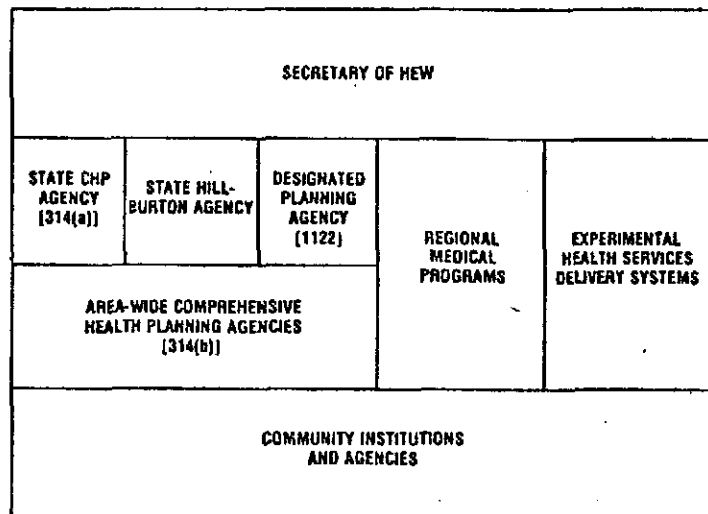 SECRETARY OF HEW
STATE CHP
AGENCY
[314(a)]
STATE HILL-
BURTON AGENCY
DESIGNATED
PLANNING
AGENCY
(1122)
REGIONAL
MEDICAL
PROGRAMS
EXPERIMENTAL
HEALTH SERVICES
DELIVERY SYSTEMS
AREA-WIDE COMPREHENSIVE
HEALTH PLANNING AGENCIES
[314(b)]
COMMUNITY INSTITUTIONS
AND AGENCIES